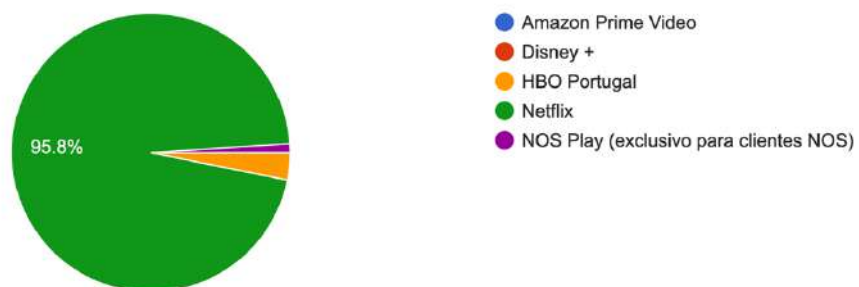 95.8%
Amazon Prime Video
Disney +
HBO Portugal
Netflix
NOS Play (exclusivo para clientes NOS)